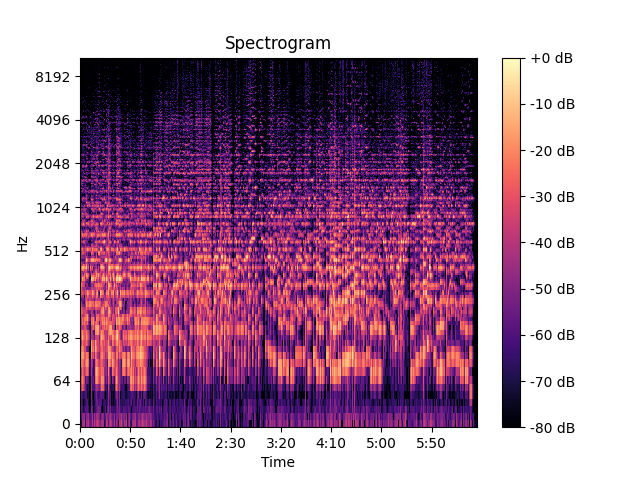 Spectrogram
Hz
8192
4096
2048
1024
512
256
128
64
0
0:00 0:50 1:40 2:30 3:20 4:10 5:00 5:50
Time
+0 dB
-10 dB
-20 dB
-30 dB
-40 dB
-50 dB
-60 dB
-70 dB
-80 dB